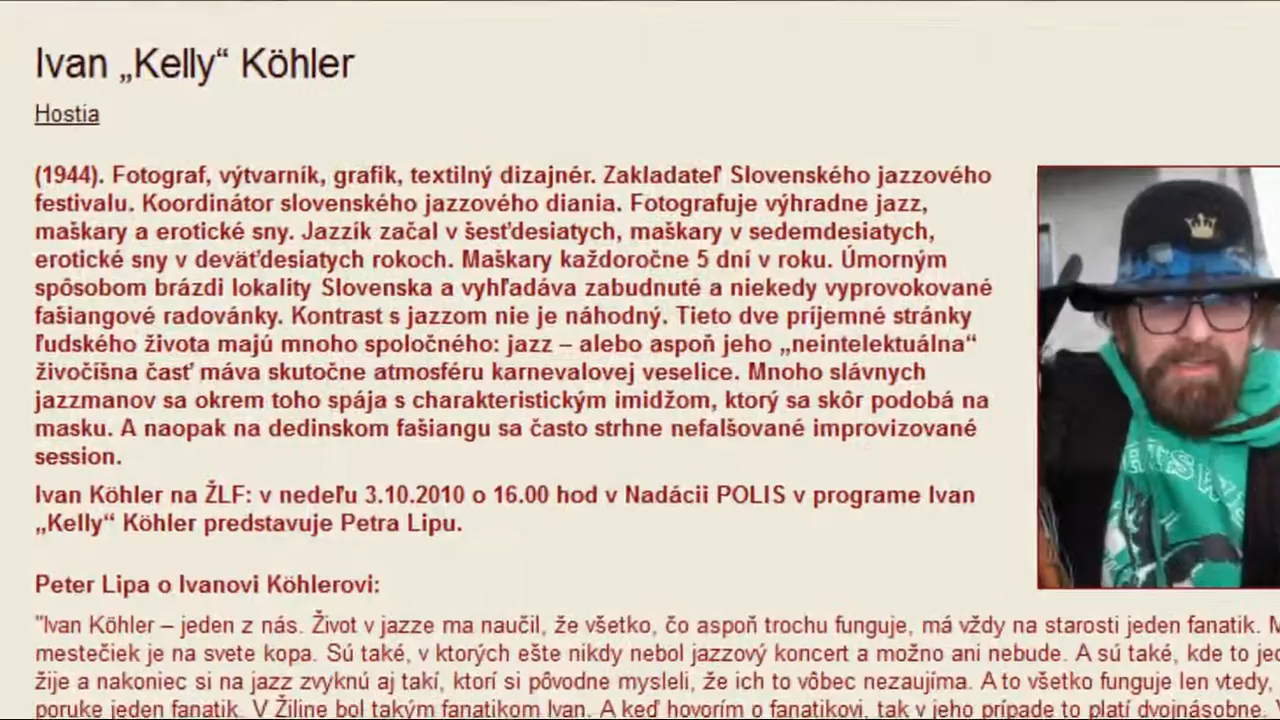 Ivan „Kelly“ Köhler
Hostia
(1944). Fotograf, výtvarník, grafik, textilný dizajnér. Zakladateľ Slovenského jazzového
festivalu. Koordinátor slovenského jazzového diania. Fotografuje výhradne jazz,
maškary a erotické sny. Jazzík začal v šesťdesiatych, maškary v sedemdesiatych,
erotické sny v deväťdesiatych rokoch. Maškary každoročne 5 dní v roku. Úmorným
spôsobom brázdi lokality Slovenska a vyhľadáva zabudnuté a niekedy vyprovokované
fašiangové radovánky. Kontrast s jazzom nie je náhodný. Tieto dve príjemné stránky
ľudského života majú mnoho spoločného: jazz – alebo aspoň jeho „neintelektuálna“
živočíšna časť máva skutočne atmosféru karnevalovej veselice. Mnoho slávnych
jazzmanov sa okrem toho spája s charakteristickým imidžom, ktorý sa skôr podobá na
masku. A naopak na dedinskom fašiangu sa často strhne nefalšované improvizované
session.
Ivan Köhler na ŽLF: v nedeľu 3.10.2010 o 16.00 hod v Nadácii POLIS v programe Ivan
„Kelly“ Köhler predstavuje Petra Lipu.
Peter Lipa o Ivanovi Köhlerovi:
"Ivan Köhler – jeden z nás. Život v jazze ma naučil, že všetko, čo aspoň trochu funguje, má vždy na starosti jeden fanatik. M
mestečiek je na svete kopa. Sú také, v ktorých ešte nikdy nebol jazzový koncert a možno ani nebude. A sú také, kde to jed
žije a nakoniec si na jazz zvyknú aj takí, ktorí si pôvodne mysleli, že ich to vôbec nezaujíma. A to všetko funguje len vtedy,
poruke jeden fanatik. V Žiline bol takým fanatikom Ivan. A keď hovorím o fanatikovi, tak v jeho prípade to platí dvojnásobne.